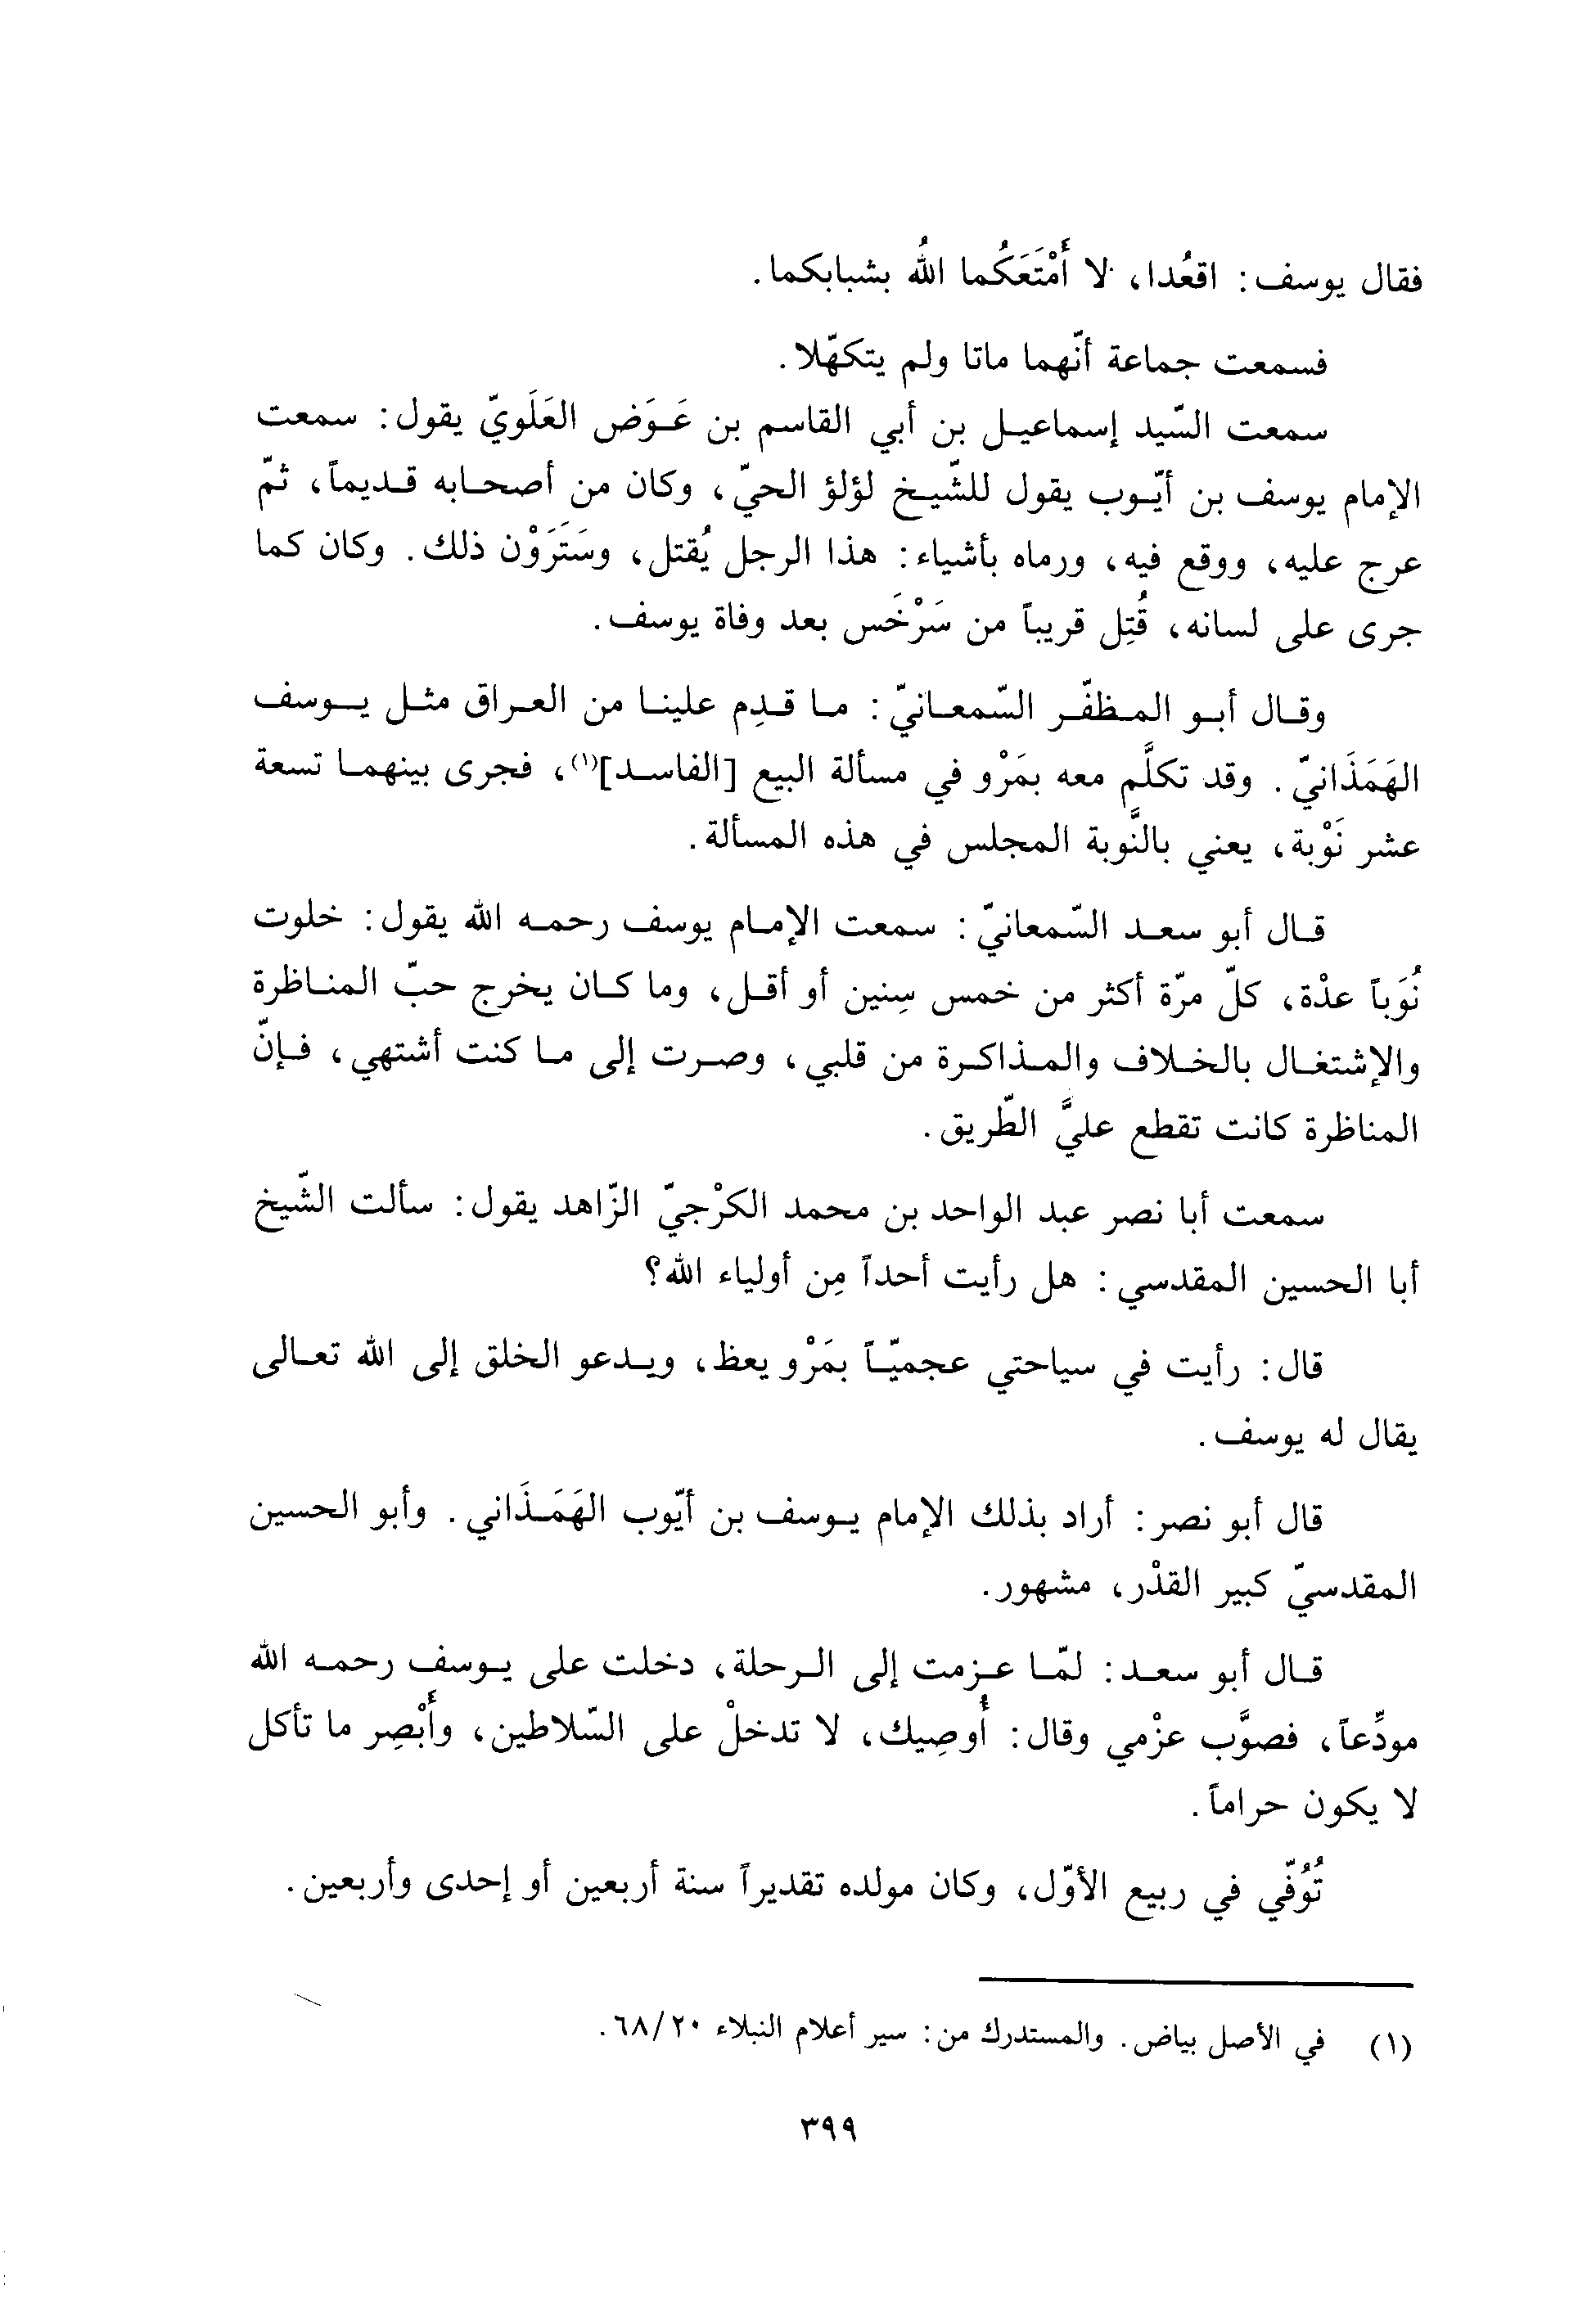 فقال يوسف: اقعُدا، لا أَمْتَعَكُما اللهُ بشبابكما.
فسمعت جماعة أنّهما ماتا ولم يتكهّلا.
سمعت السّيد إسماعيل بن أبي القاسم بن عَوَض العَلَويّ يقول: سمعت
الإمام يوسف بن أيّوب يقول للشّيخ لؤلؤ الحيّ، وكان من أصحابه قديماً، ثمّ
عرج عليه، ووقع فيه، ورماه بأشياء: هذا الرجل يُقتل، وسَتَرَوْن ذلك. وكان كما
جرى على لسانه، قُتِل قريباً من سَرْخَس بعد وفاة يوسف.
وقال أبو المظفّر السّمعانيّ: ما قدِم علينا من العراق مثل يوسف
الهَمَذَانيّ. وقد تكلَّم معه بمَرْو في مسألة البيع [الفاسد]⁽¹⁾، فجرى بينهما تسعة
عشر نَوْبة، يعني بالنَّوبة المجلس في هذه المسألة.
قال أبو سعد السّمعانيّ: سمعت الإمام يوسف رحمه الله يقول: خلوت
نُوَباً عدْة، كلّ مرّة أكثر من خمس سِنين أو أقل، وما كان يخرج حبّ المناظرة
والإشتغال بالخلاف والمذاكرة من قلبي، وصرت إلى ما كنت أشتهي، فإنّ
المناظرة كانت تقطع عليَّ الطّريق.
سمعت أبا نصر عبد الواحد بن محمد الكرْجيّ الزّاهد يقول: سألت الشّيخ
أبا الحسين المقدسي: هل رأيت أحداً مِن أولياء الله؟
قال: رأيت في سياحتي عجميّاً بمَرْو يعظ، ويدعو الخلق إلى الله تعالى
يقال له يوسف.
قال أبو نصر: أراد بذلك الإمام يوسف بن أيّوب الهَمَذَاني. وأبو الحسين
المقدسيّ كبير القدْر، مشهور.
قال أبو سعد: لمّا عزمت إلى الرحلة، دخلت على يوسف رحمه الله
مودِّعاً، فصوَّب عزْمي وقال: أُوصِيك، لا تدخلْ على السّلاطين، وأَبْصِر ما تأكل
لا يكون حراماً.
تُوُفّي في ربيع الأوّل، وكان مولده تقديراً سنة أربعين أو إحدى وأربعين.
(١) في الأصل بياض. والمستدرك من: سير أعلام النبلاء ٦٨/٢٠.
٣٩٩